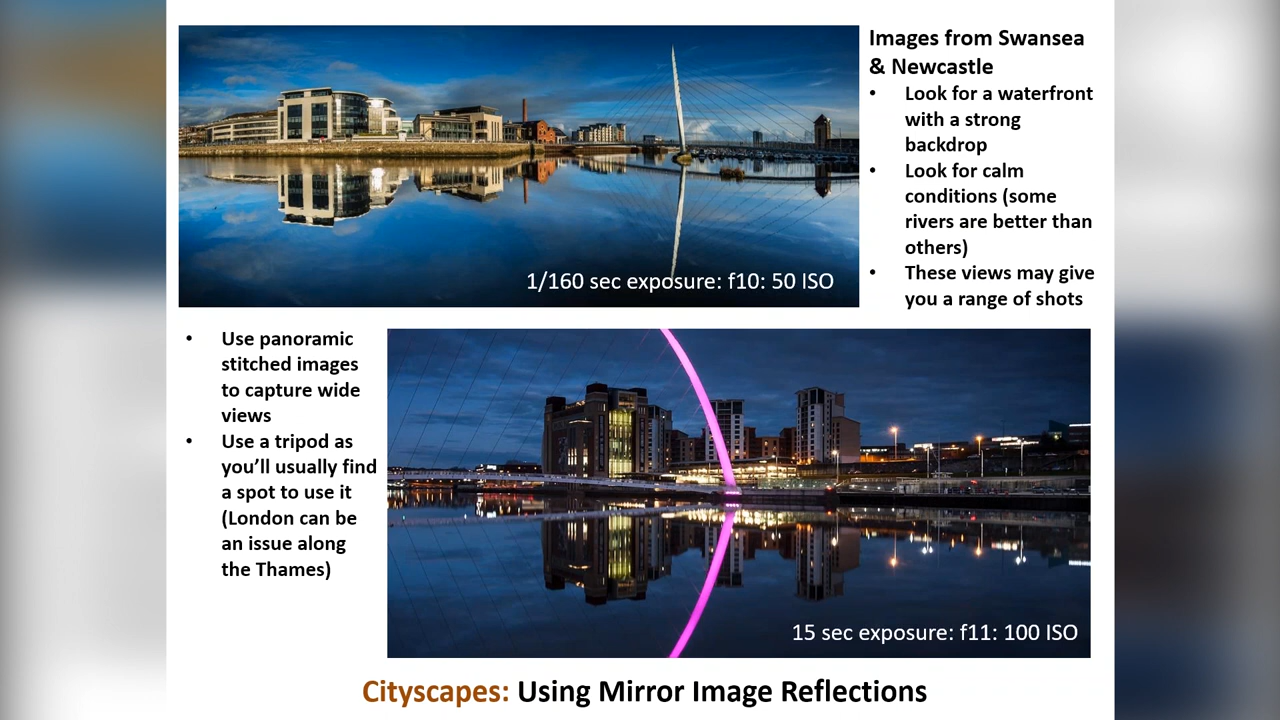 Images from Swansea
& Newcastle
• Look for a waterfront
with a strong
backdrop
• Look for calm
conditions (some
rivers are better than
others)
• These views may give
you a range of shots
1/160 sec exposure: f10: 50 ISO
• Use panoramic
stitched images
to capture wide
views
• Use a tripod as
you’ll usually find
a spot to use it
(London can be
an issue along
the Thames)
15 sec exposure: f11: 100 ISO
Cityscapes: Using Mirror Image Reflections